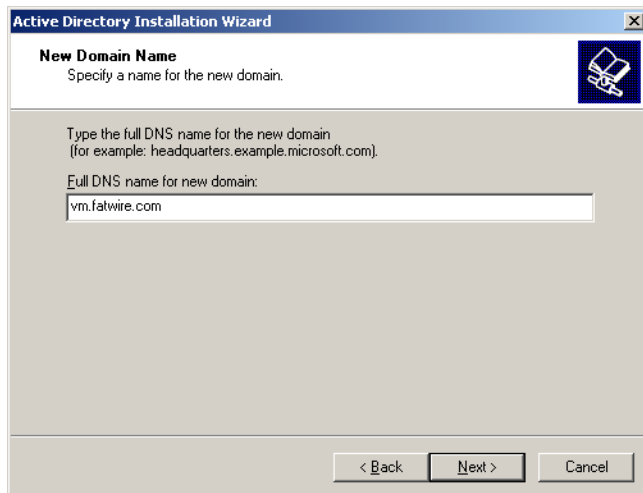 Active Directory Installation Wizard
New Domain Name
Specify a name for the new domain.
Type the full DNS name for the new domain
(for example: headquarters.example.microsoft.com).
Full DNS name for new domain:
vm.fatwire.com
< Back
Next >
Cancel